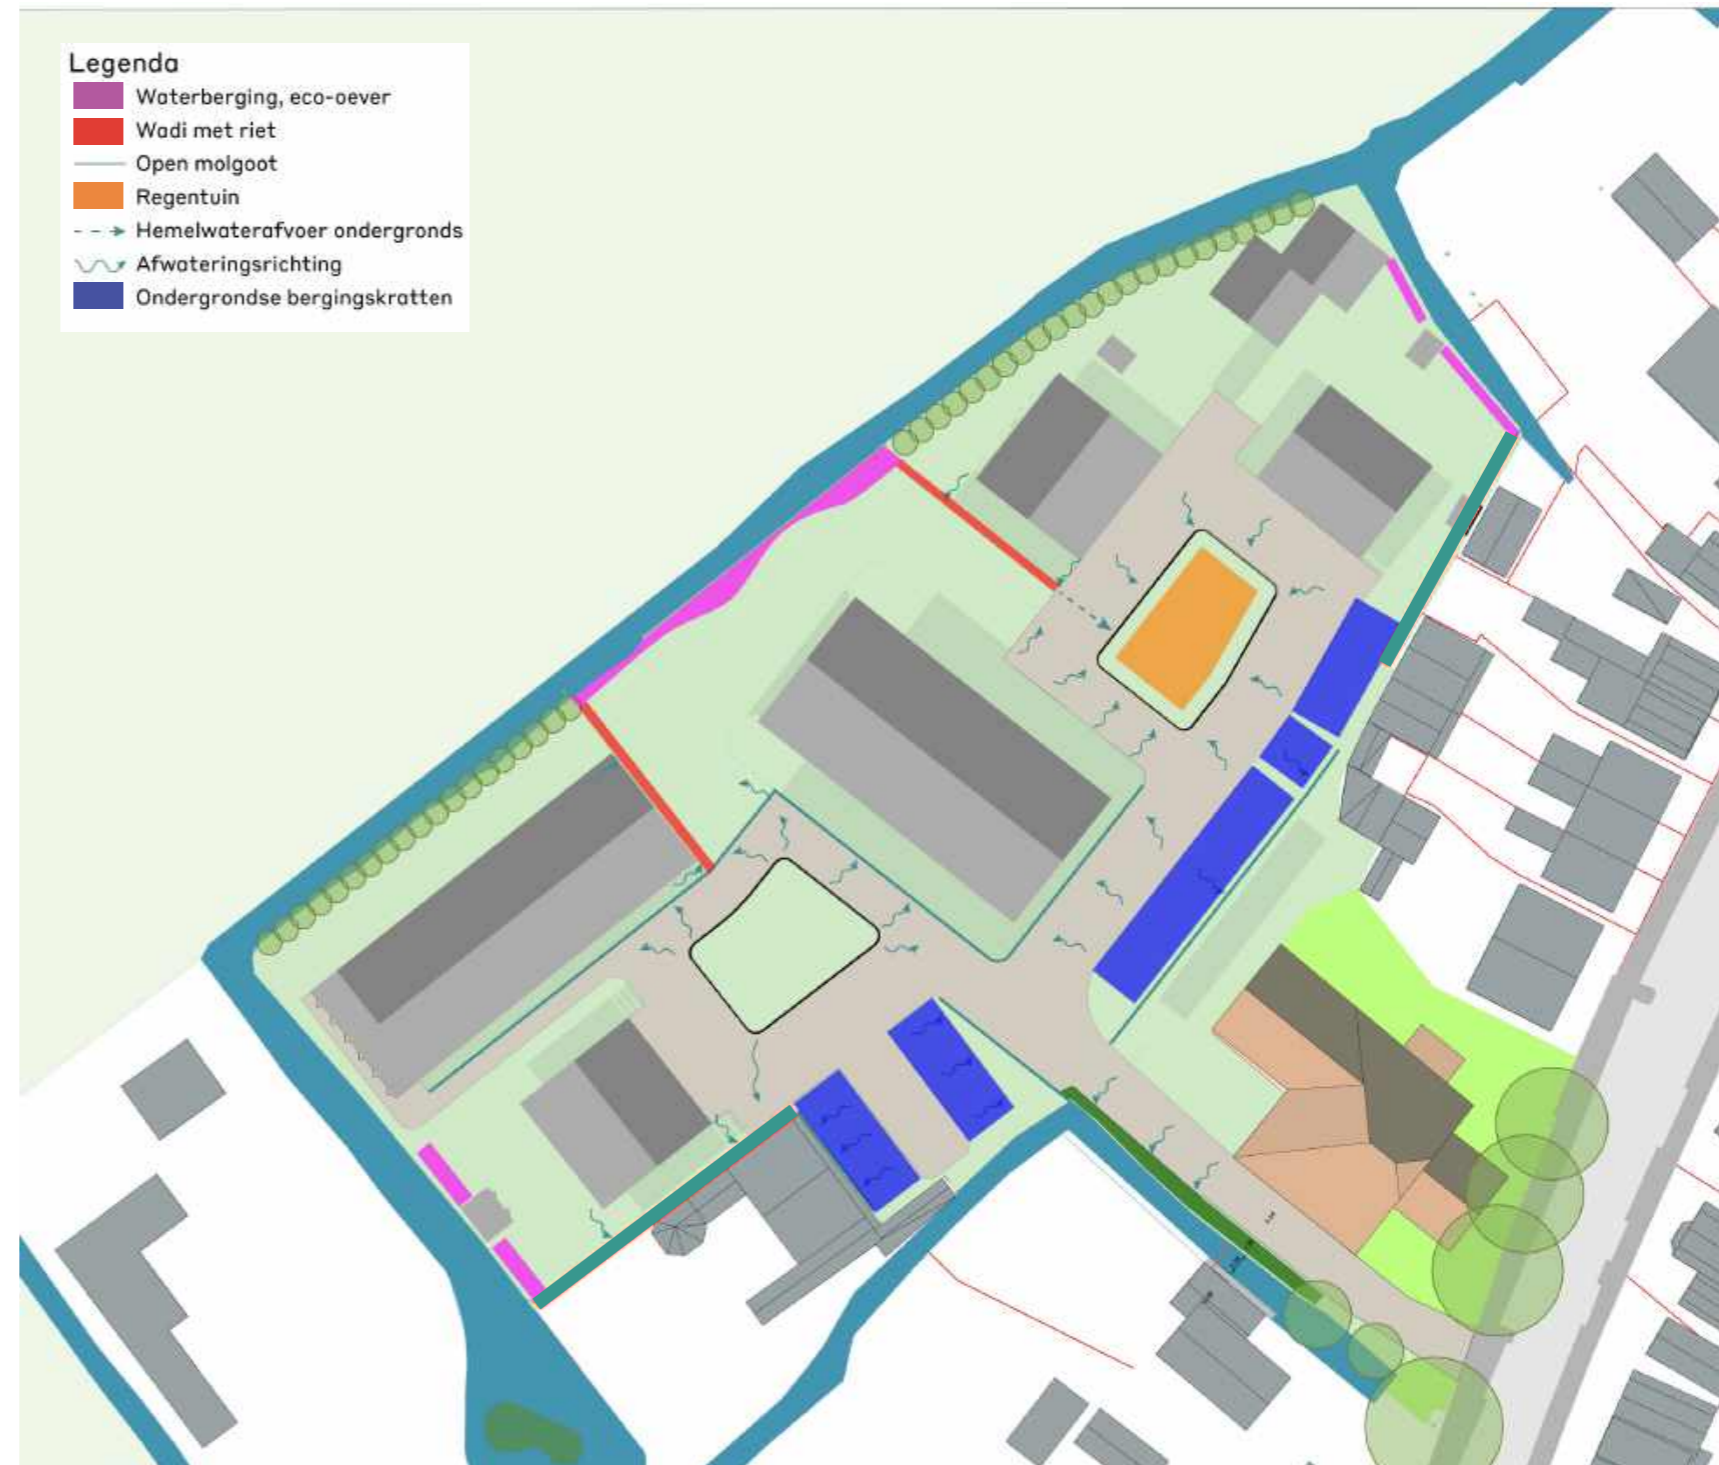 Legenda
Waterberging, eco-oever
Wadi met riet
Open molgoot
Regentuin
Hemelwaterafvoer ondergronds
Afwateringsrichting
Ondergrondse bergingskratten